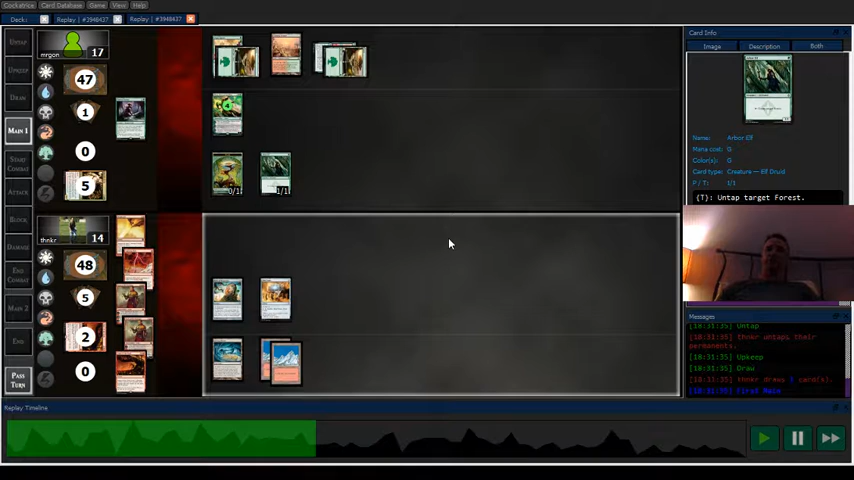 Cockatrice Card Database Game View Help
Deck: Replay | #3948437 Replay | #3948437
UNTAP
UPKEEP
DRAW
MAIN 1
START COMBAT
ATTACK
BLOCK
DAMAGE
END COMBAT
MAIN 2
END
PASS TURN
mrgon 17
47
1
0
5
0/1
1/1
thnkr 14
48
5
2
0
Card Info
Image Description Both
Name: Arbor Elf
Mana cost: G
Color(s): G
Card type: Creature — Elf Druid
P / T: 1/1
{T}: Untap target Forest.
Messages
[18:31:35] Untap
[18:31:35] thnkr untaps their permanents.
[18:31:35] Upkeep
[18:31:35] Draw
[18:31:35] thnkr draws 1 card(s).
[18:31:35] First Main
Replay Timeline